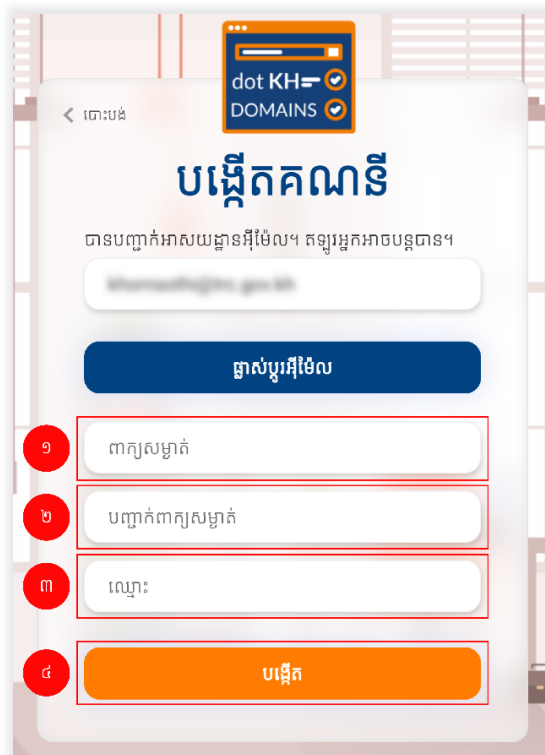 dot KH
DOMAINS
បោះបង់
បង្កើតគណនី
បានបញ្ជាក់អាសយដ្ឋានអ៊ីម៉ែល។ ឥឡូវអ្នកអាចបន្តបាន។
ផ្លាស់ប្តូរអ៊ីម៉ែល
១
ពាក្យសម្ងាត់
២
បញ្ជាក់ពាក្យសម្ងាត់
៣
ឈ្មោះ
៤
បង្កើត